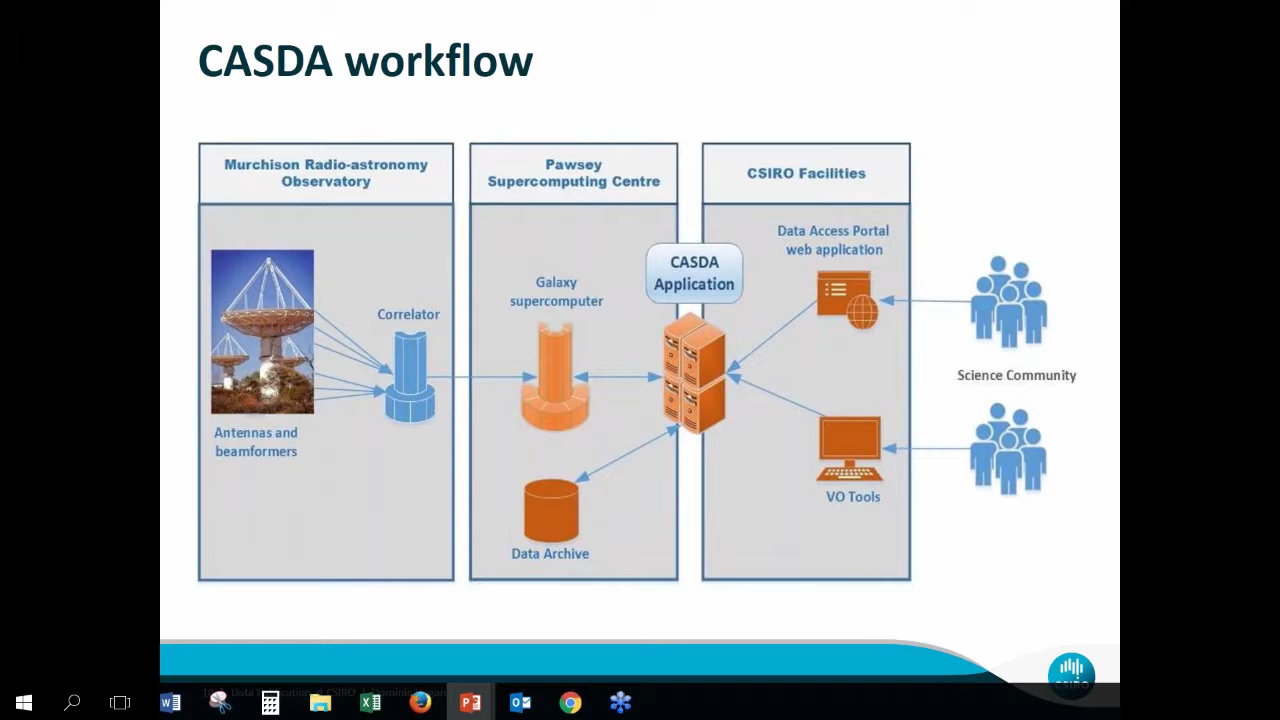 CASDA workflow
Murchison Radio-astronomy
Observatory
Pawsey
Supercomputing Centre
CSIRO Facilities
Data Access Portal
web application
CASDA
Application
Galaxy
supercomputer
Correlator
Science Community
Antennas and
beamformers
VO Tools
Data Archive
CSIRO